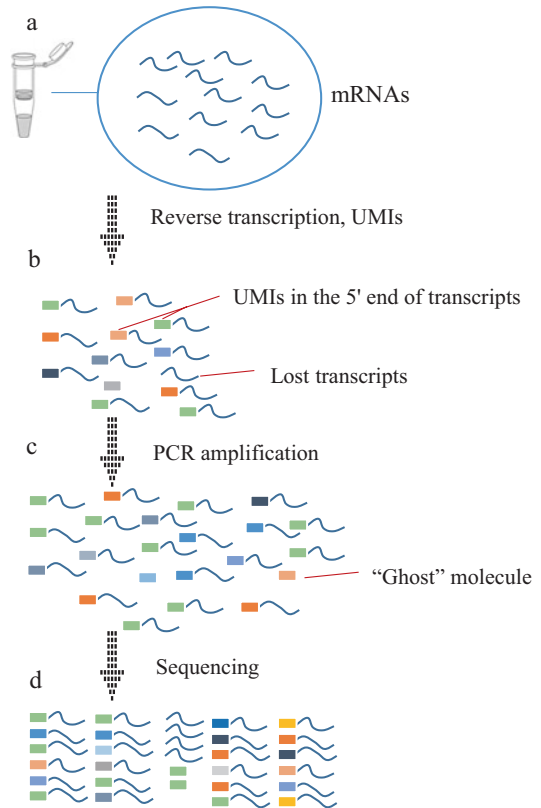 a
mRNAs
Reverse transcription, UMIs
b
UMIs in the 5' end of transcripts
Lost transcripts
c
PCR amplification
“Ghost” molecule
Sequencing
d